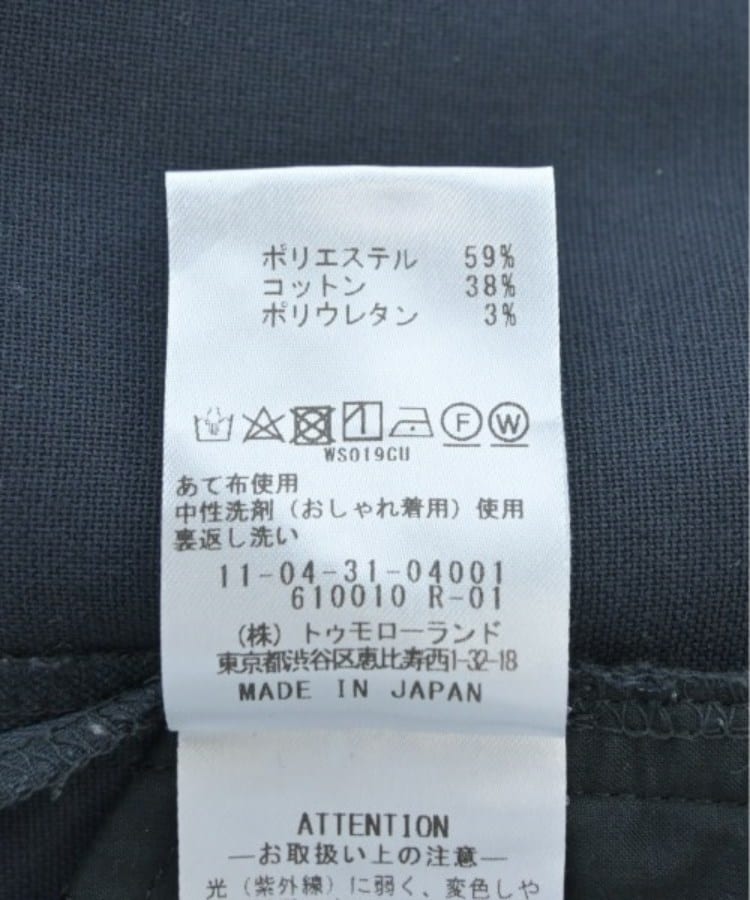 ポリエステル 59%
コットン 38%
ポリウレタン 3%
F W
WS019CU
あて布使用
中性洗剤（おしゃれ着用）使用
裏返し洗い
11-04-31-04001
610010 R-01
（株）トゥモローランド
東京都渋谷区恵比寿西1-32-18
MADE IN JAPAN
ATTENTION
―お取扱い上の注意―
光（紫外線）に弱く、変色しや